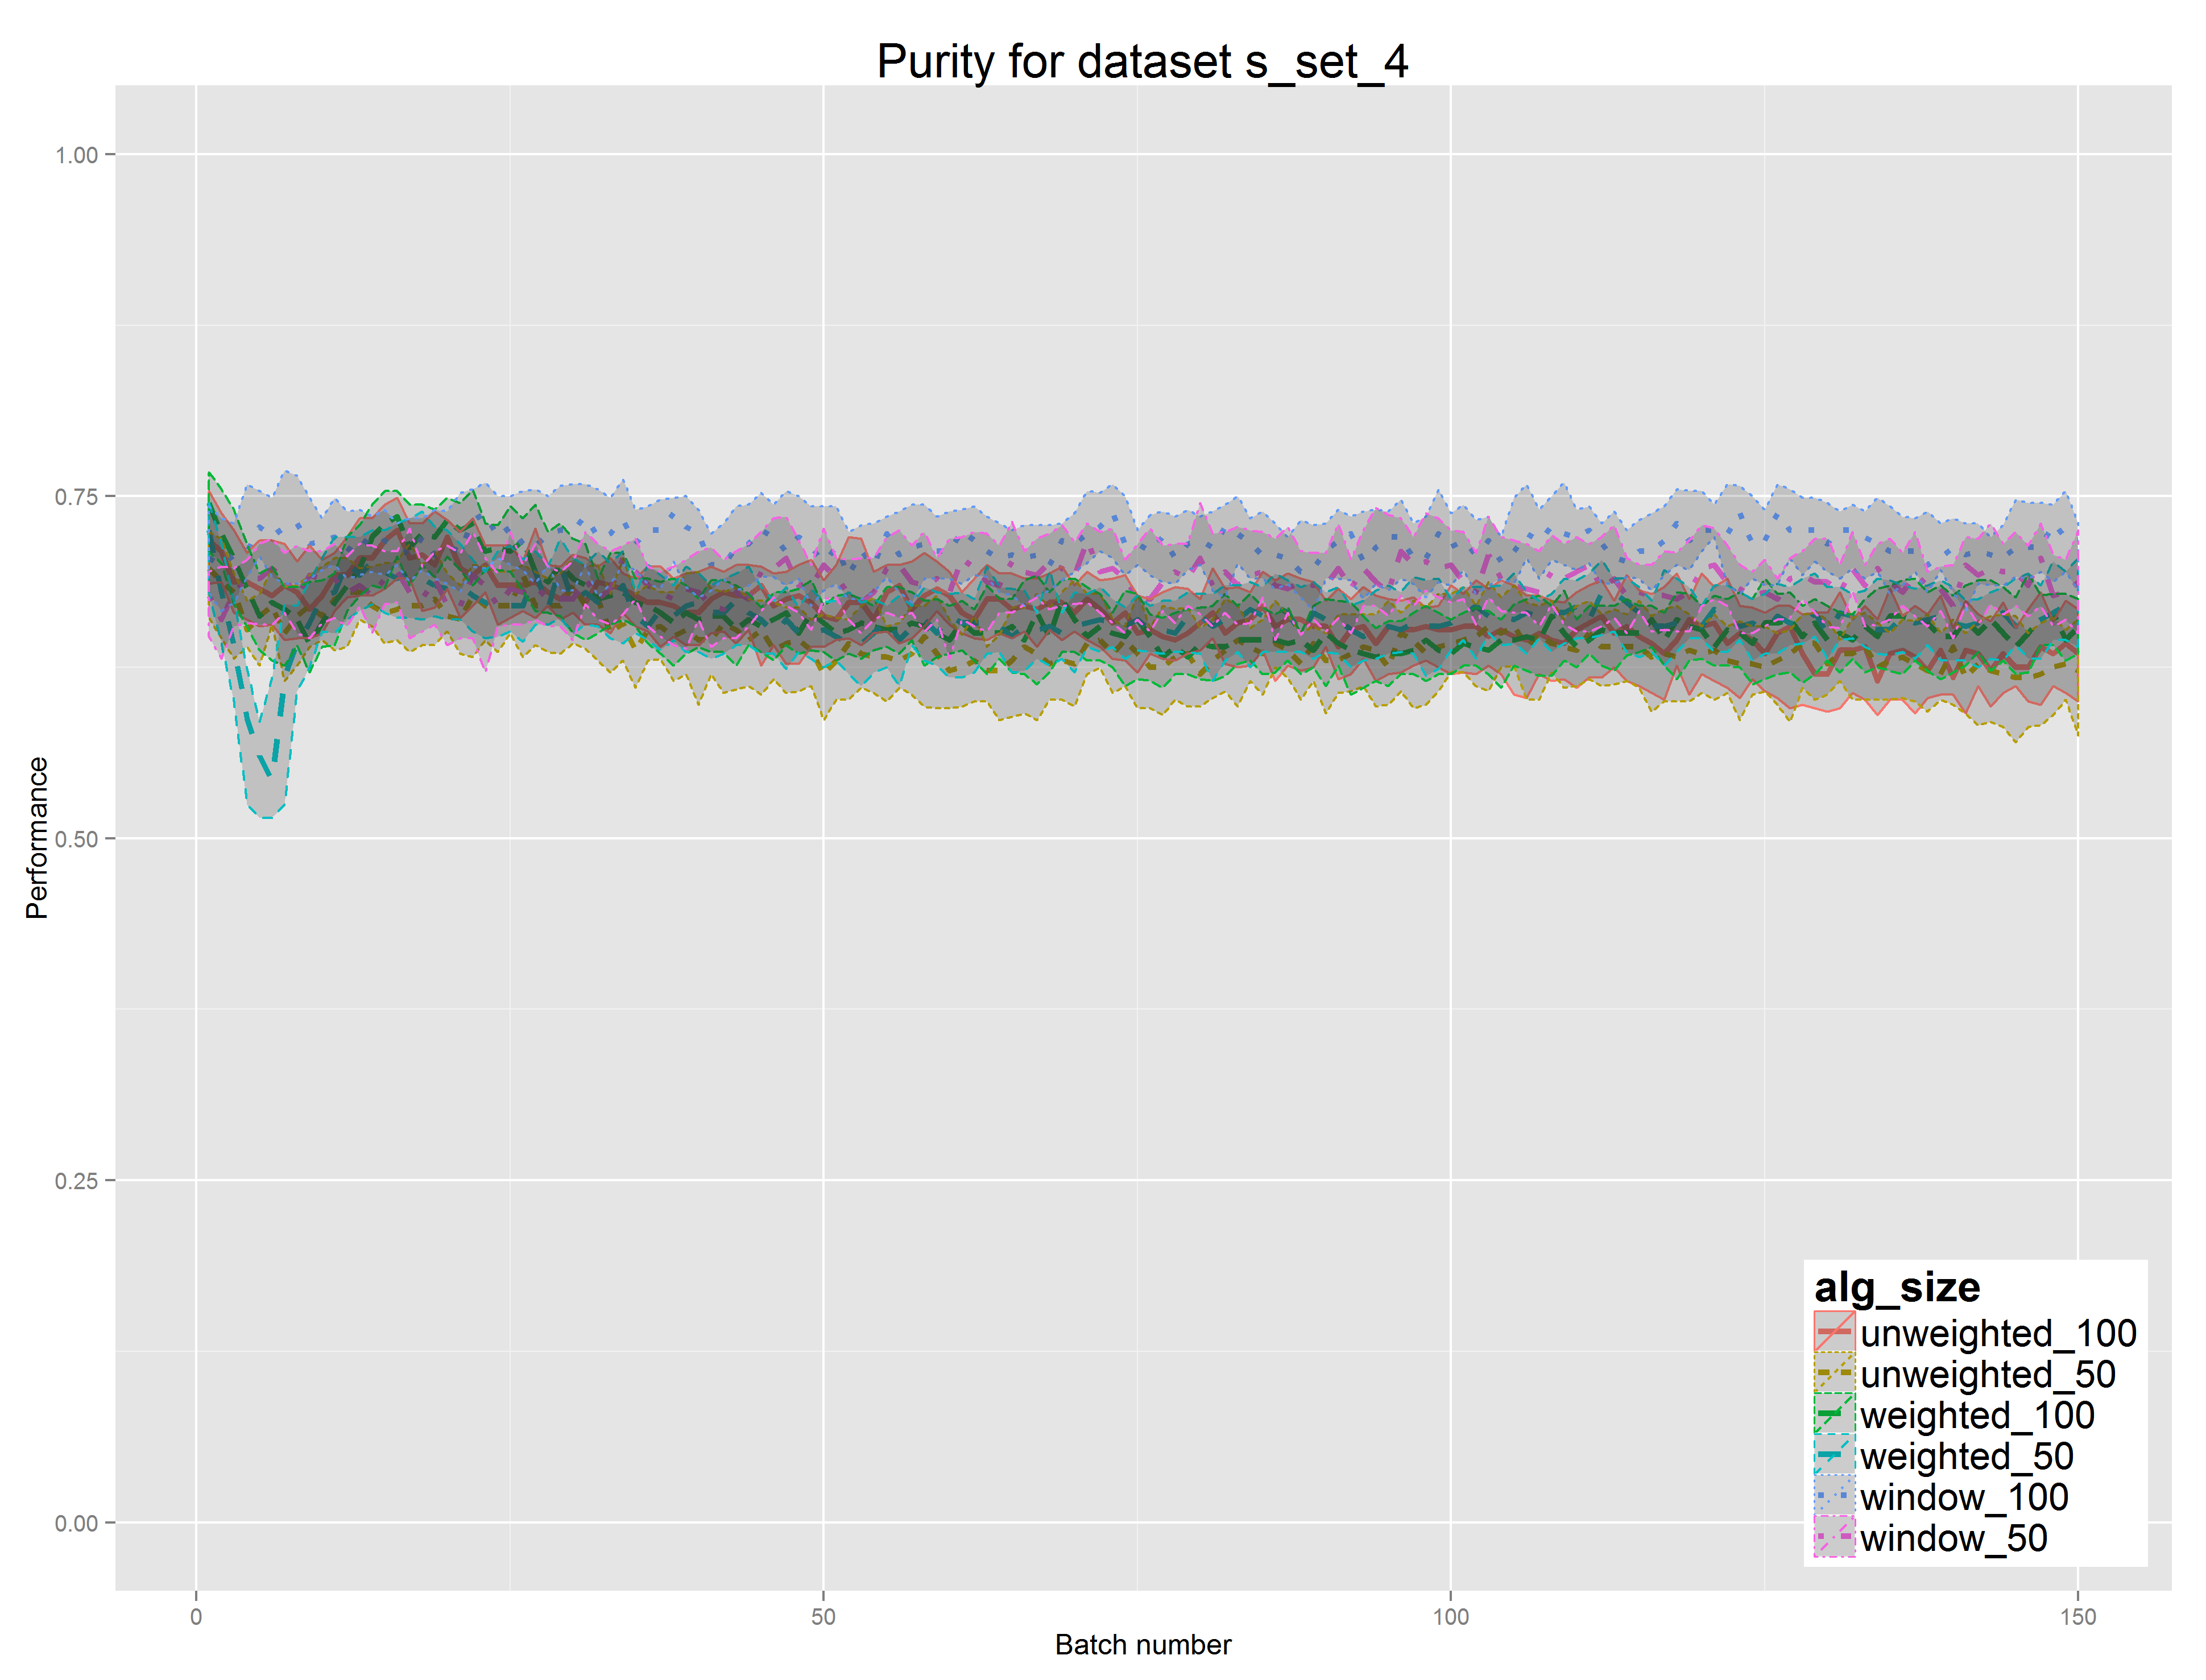 Purity for dataset s_set_4
1.00
0.75
0.50
0.25
0.00
Performance
0
50
100
150
Batch number
alg_size
unweighted_100
unweighted_50
weighted_100
weighted_50
window_100
window_50